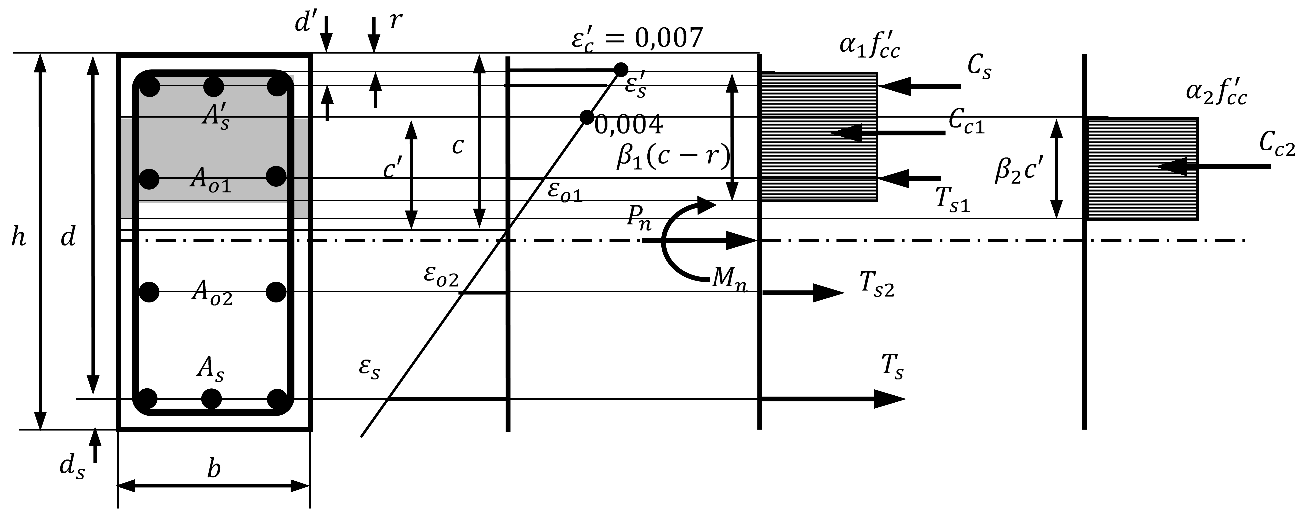 d′
r
ε′c = 0,007
α₁f′cc
Cs
ε′s
α₂f′cc
A′s
0,004
Cc1
c′
c
β₁(c − r)
Cc2
β₂c′
Ao1
εo1
Ts1
Pn
h
d
Mn
εo2
Ao2
Ts2
As
εs
Ts
ds
b